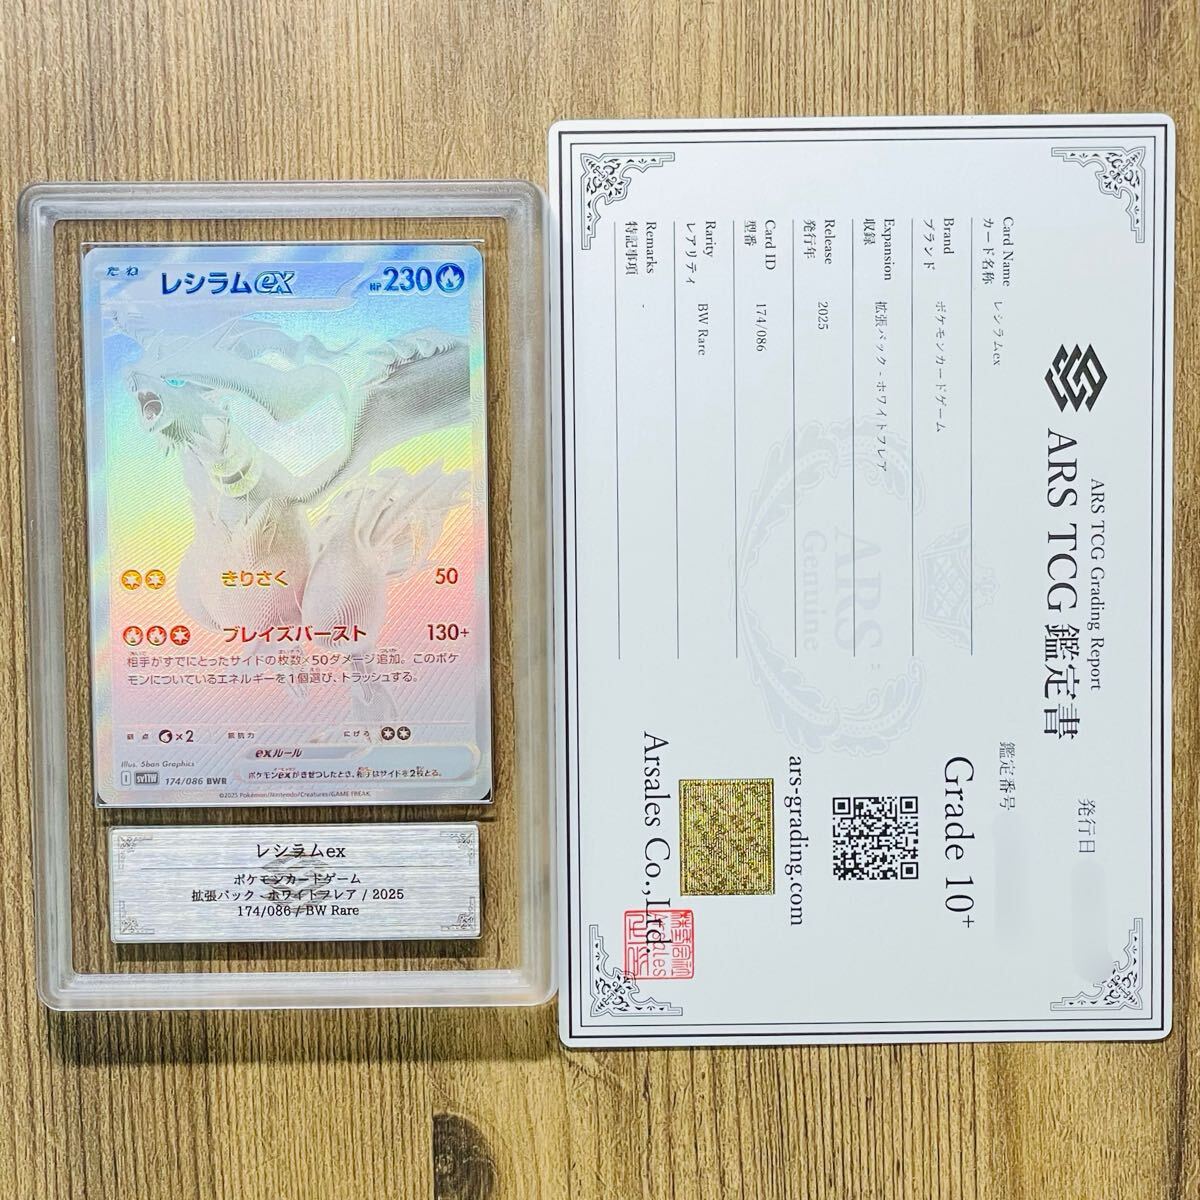 たね レシラムex HP230
きりさく 50
ブレイズバースト 130+
相手がすでにとったサイドの枚数×50ダメージ追加。このポケ
モンについているエネルギーを1個選び、トラッシュする。
弱点 ×2 抵抗力 にげる
exルール
ポケモンexがきぜつしたとき、相手はサイドを2枚とる。
Illus. 5ban Graphics
I sv11W 174/086 BWR
©2025 Pokémon/Nintendo/Creatures/GAME FREAK.
レシラムex
ポケモンカードゲーム
拡張パック - ホワイトフレア / 2025
174/086 / BW Rare
ARS TCG Grading Report
ARS TCG 鑑定書
Card Name
カード名称 レシラムex
Brand
ブランド ポケモンカードゲーム
Expansion
収録 拡張パック - ホワイトフレア
Release
発行年 2025
Card ID
型番 174/086
Rarity
レアリティ BW Rare
Remarks
特記事項 -
ARS
Genuine
発行日
鑑定番号
Grade 10+
ars-grading.com
Arsales Co.,Ltd.